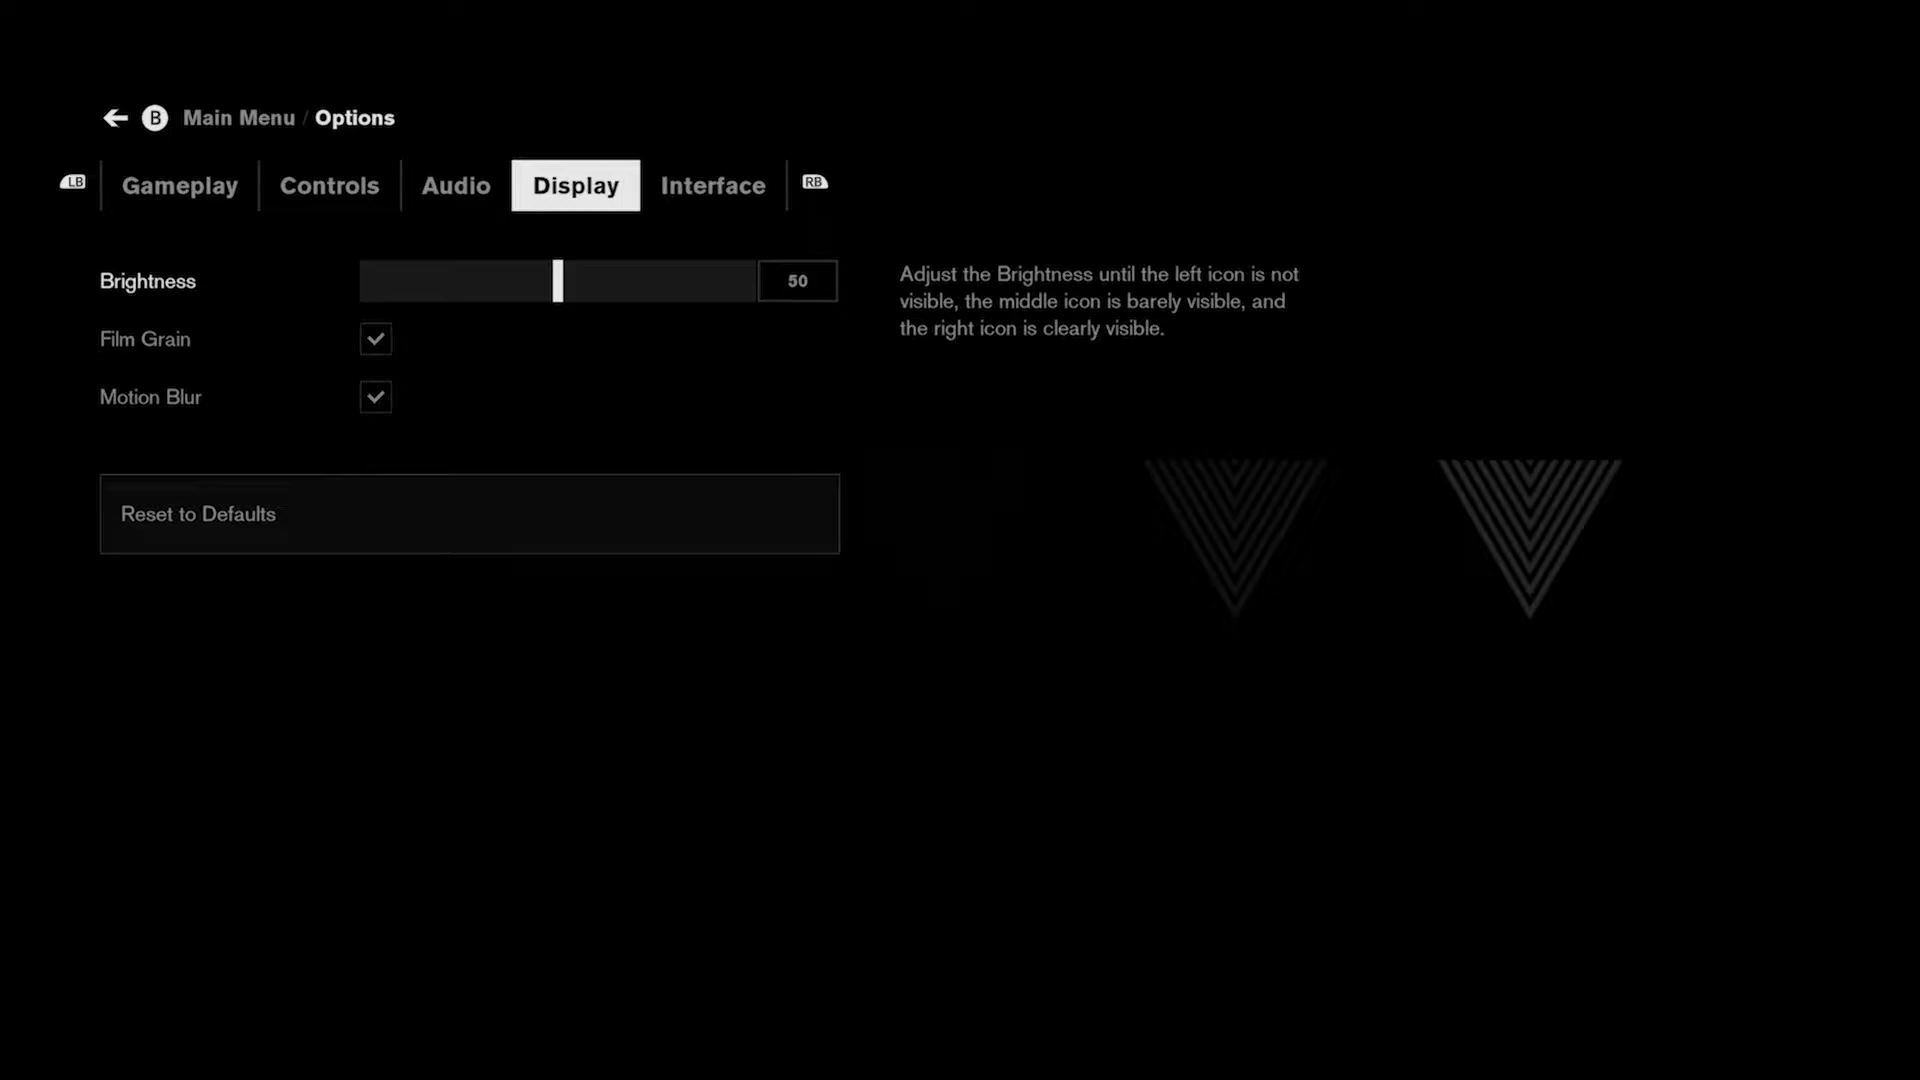 B Main Menu / Options
LB Gameplay Controls Audio Display Interface RB
Brightness 50
Film Grain
Motion Blur
Reset to Defaults
Adjust the Brightness until the left icon is not
visible, the middle icon is barely visible, and
the right icon is clearly visible.